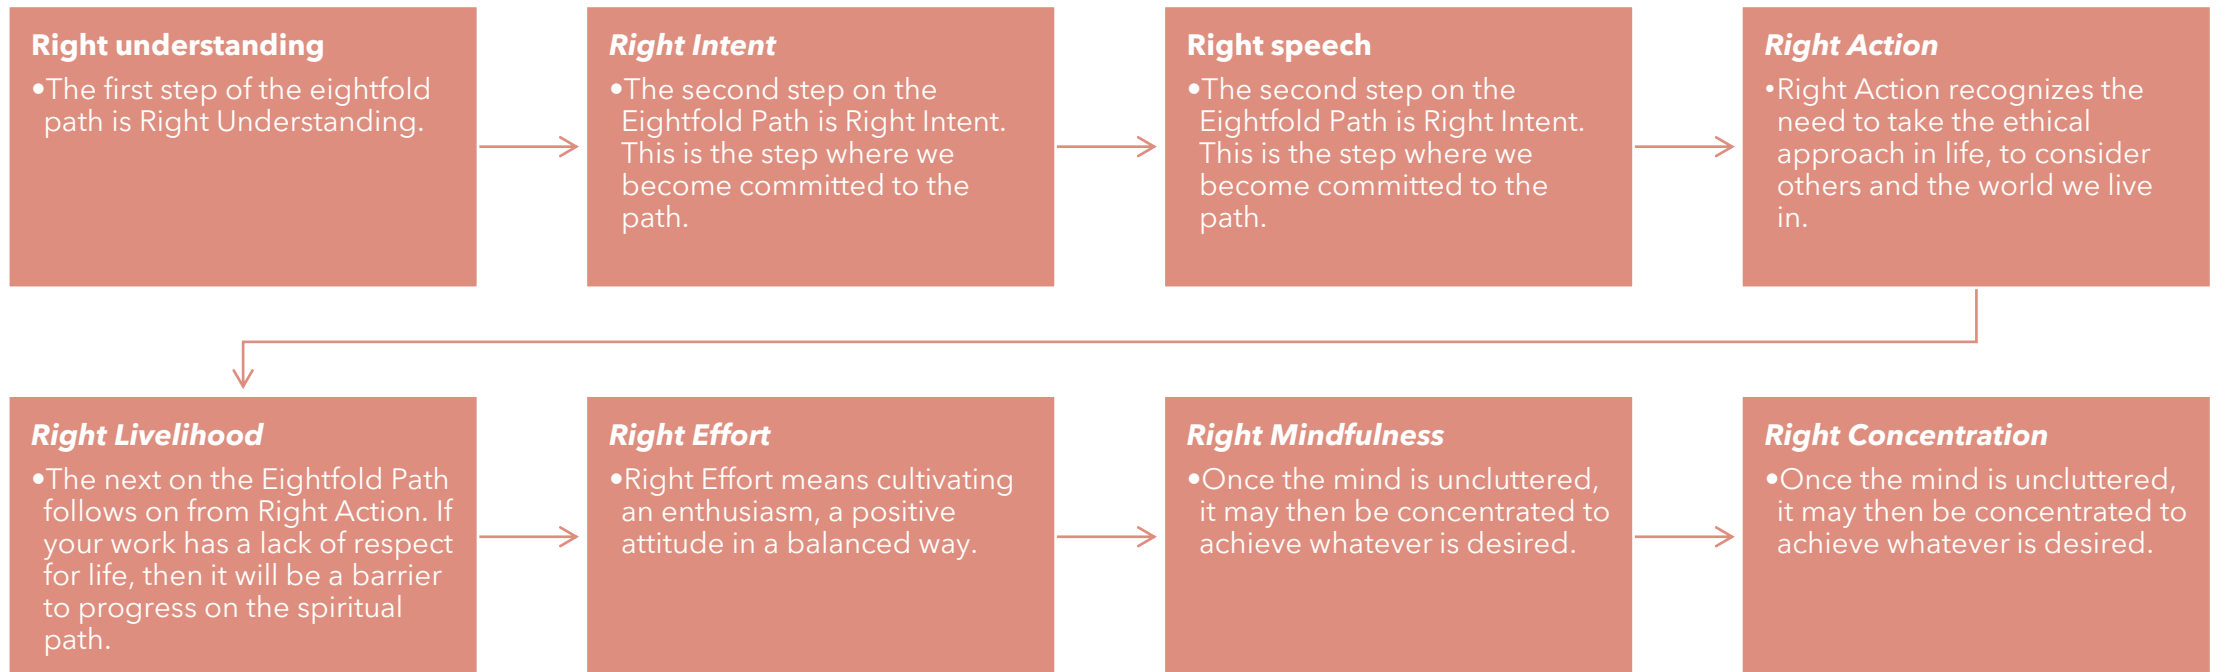 Right understanding
•The first step of the eightfold
path is Right Understanding.
Right Intent
•The second step on the
Eightfold Path is Right Intent.
This is the step where we
become committed to the
path.
Right speech
•The second step on the
Eightfold Path is Right Intent.
This is the step where we
become committed to the
path.
Right Action
•Right Action recognizes the
need to take the ethical
approach in life, to consider
others and the world we live
in.
Right Livelihood
•The next on the Eightfold Path
follows on from Right Action. If
your work has a lack of respect
for life, then it will be a barrier
to progress on the spiritual
path.
Right Effort
•Right Effort means cultivating
an enthusiasm, a positive
attitude in a balanced way.
Right Mindfulness
•Once the mind is uncluttered,
it may then be concentrated to
achieve whatever is desired.
Right Concentration
•Once the mind is uncluttered,
it may then be concentrated to
achieve whatever is desired.